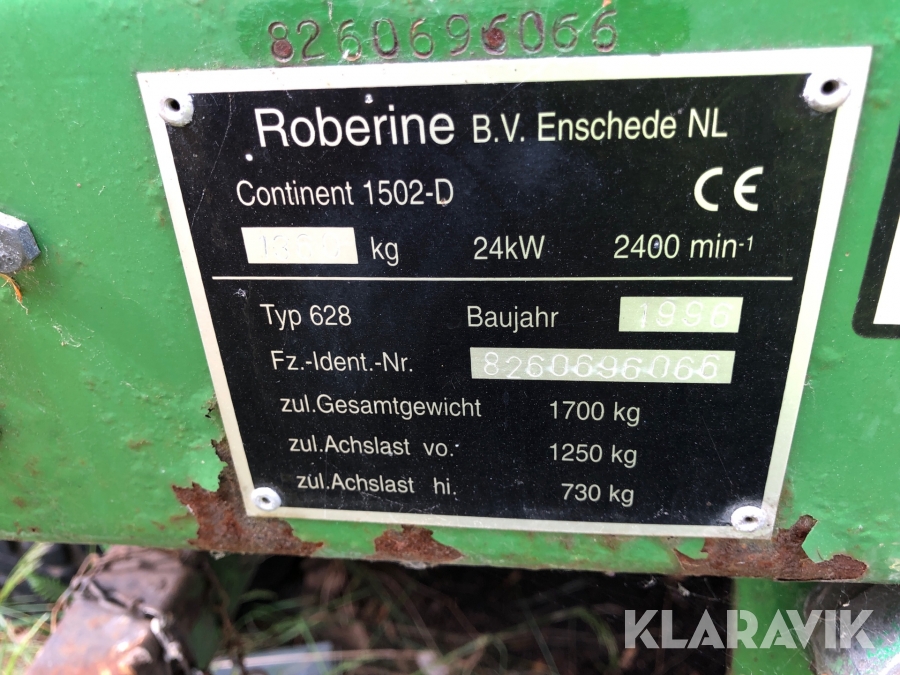 8260696066
Roberine B.V. Enschede NL
Continent 1502-D CE
kg 24kW 2400 min-1
Typ 628 Baujahr 1996
Fz.-Ident.-Nr. 8260696066
zul.Gesamtgewicht 1700 kg
zul.Achslast vo. 1250 kg
zul.Achslast hi. 730 kg
KLARAVIK